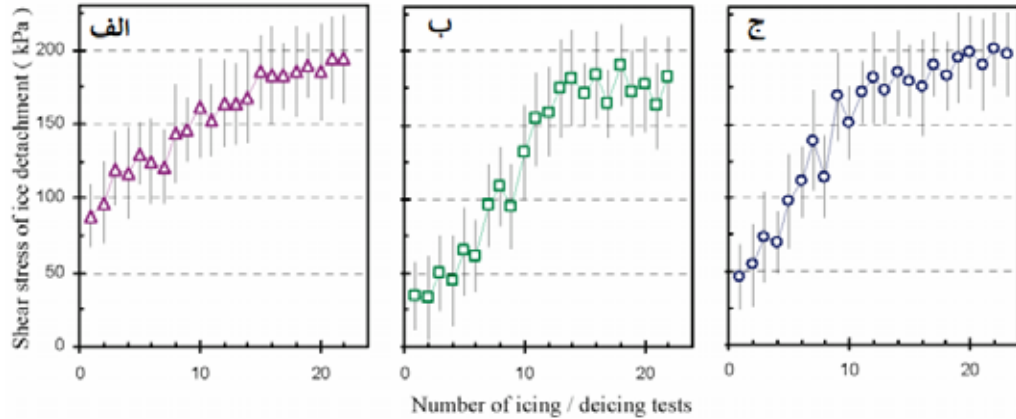 الف
ب
ج
Shear stress of ice detachment ( kPa )
200
150
100
50
0
0 10 20
0 10 20
0 10 20
Number of icing / deicing tests